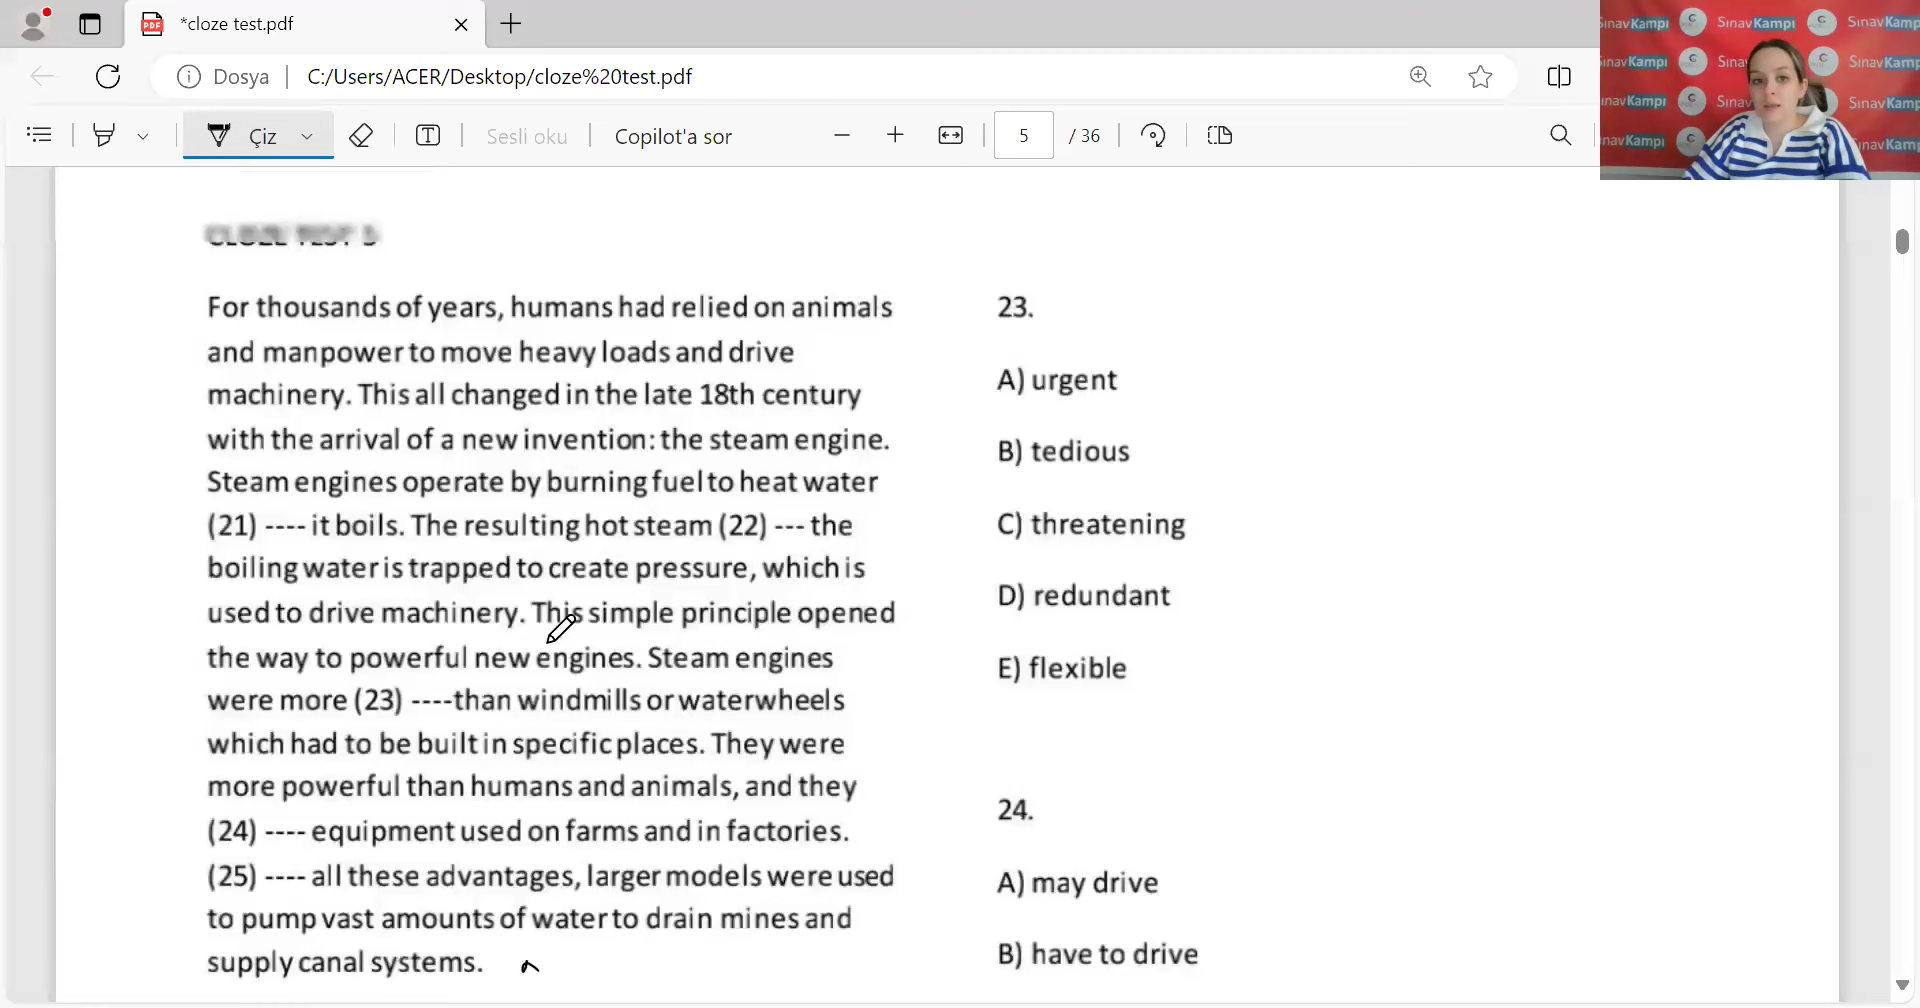 *cloze test.pdf
Dosya
C:/Users/ACER/Desktop/cloze%20test.pdf
Çiz
Sesli oku
Copilot'a sor
5
/ 36
SınavKampı
SınavKampı
CLOZE TEST 5
For thousands of years, humans had relied on animals
and manpower to move heavy loads and drive
machinery. This all changed in the late 18th century
with the arrival of a new invention: the steam engine.
Steam engines operate by burning fuel to heat water
(21) ---- it boils. The resulting hot steam (22) --- the
boiling water is trapped to create pressure, which is
used to drive machinery. This simple principle opened
the way to powerful new engines. Steam engines
were more (23) ----than windmills or waterwheels
which had to be built in specific places. They were
more powerful than humans and animals, and they
(24) ---- equipment used on farms and in factories.
(25) ---- all these advantages, larger models were used
to pump vast amounts of water to drain mines and
supply canal systems.
23.
A) urgent
B) tedious
C) threatening
D) redundant
E) flexible
24.
A) may drive
B) have to drive